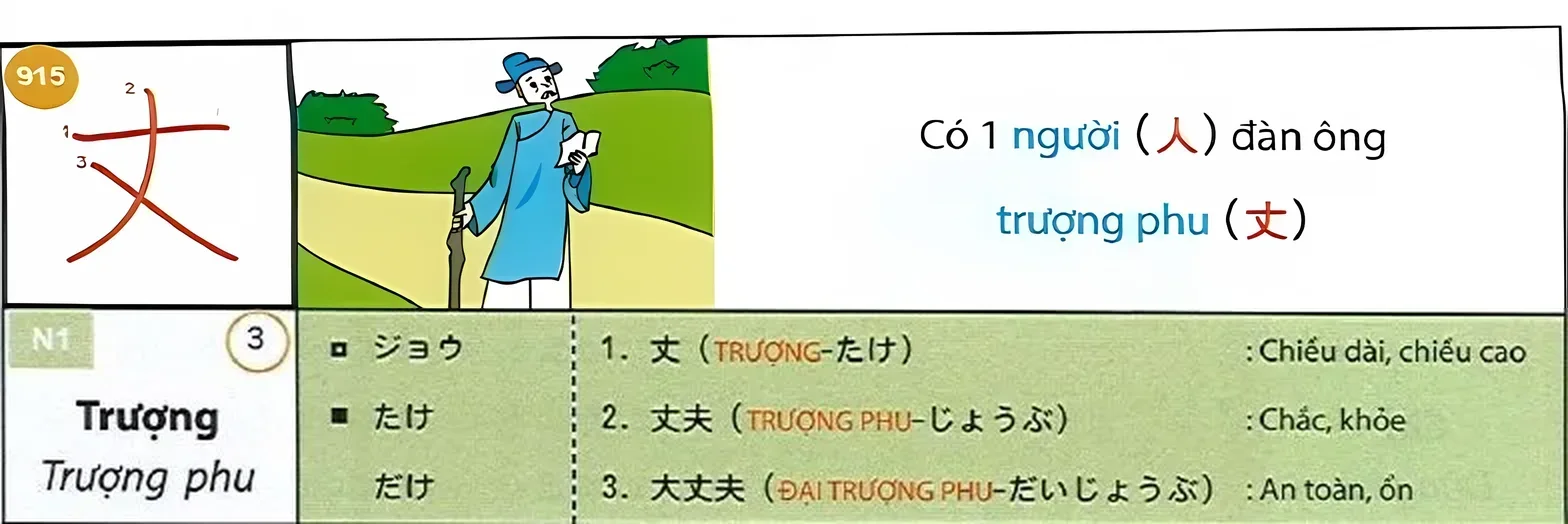 915
丈
1
2
3
Có 1 người (人) đàn ông
trượng phu (丈)
N1
3
Trượng
Trượng phu
ジョウ
たけ
だけ
1. 丈 (TRƯỢNG-たけ) : Chiều dài, chiều cao
2. 丈夫 (TRƯỢNG PHU-じょうぶ) : Chắc, khỏe
3. 大丈夫 (ĐẠI TRƯỢNG PHU-だいじょうぶ) : An toàn, ổn